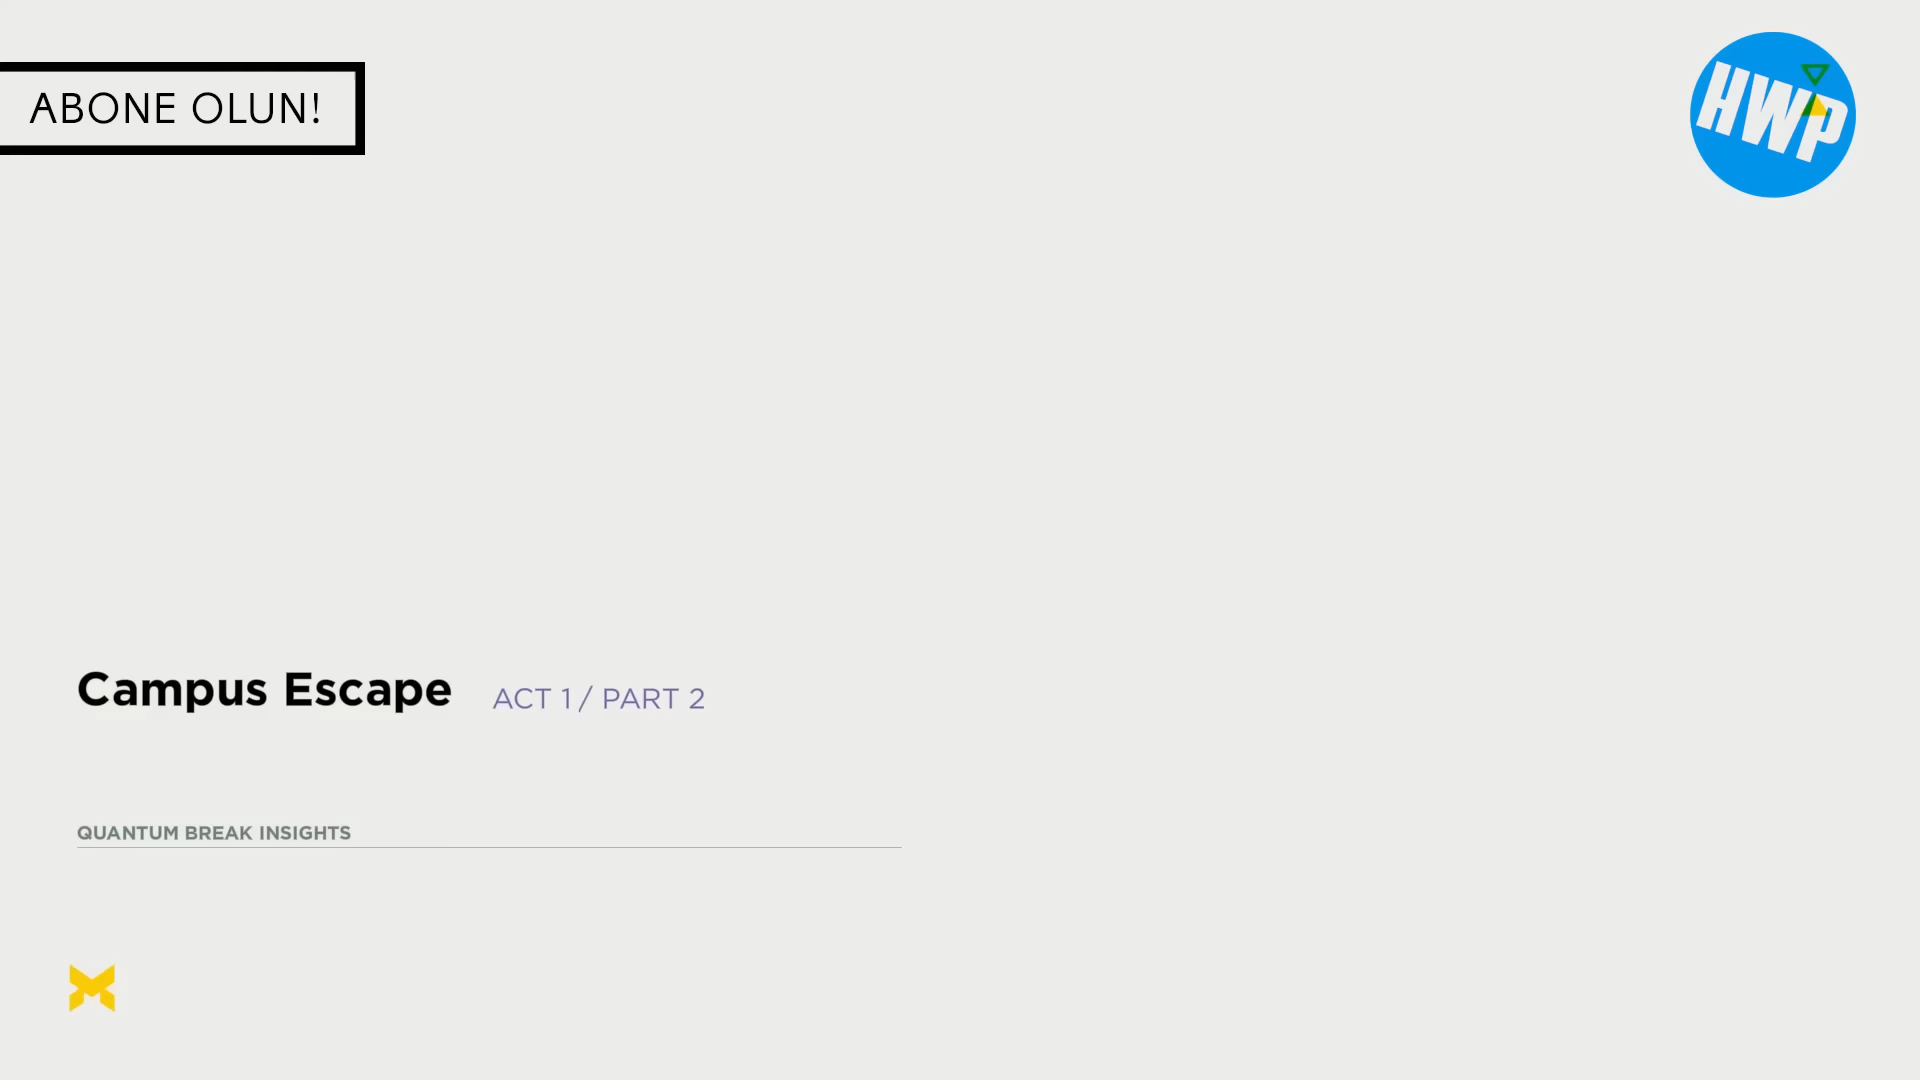 ABONE OLUN!
HWP
Campus Escape ACT 1 / PART 2
QUANTUM BREAK INSIGHTS